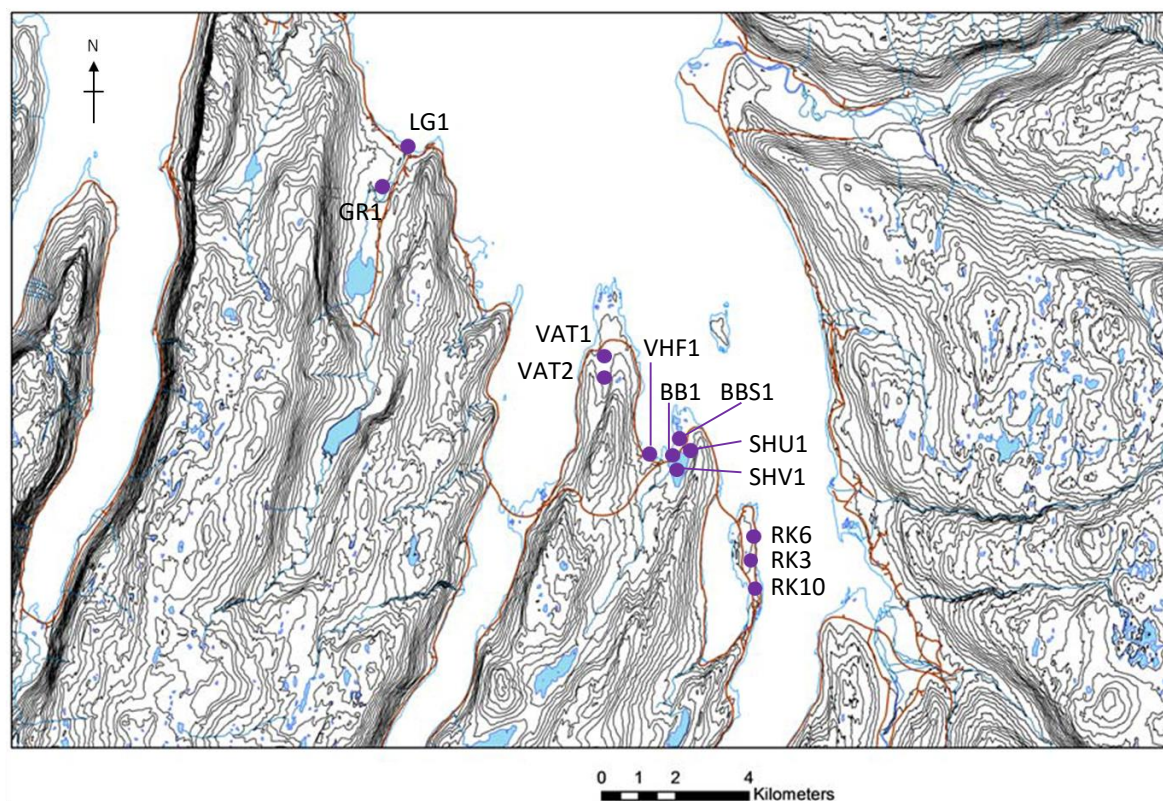 N
LG1
GR1
VAT1
VHF1
VAT2
BB1
BBS1
SHU1
SHV1
RK6
RK3
RK10
0 1 2 4
Kilometers